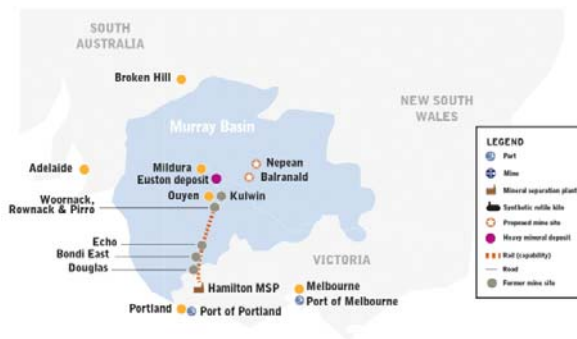 SOUTH
AUSTRALIA
Broken Hill
NEW SOUTH
WALES
Murray Basin
Adelaide
Mildura
Euston deposit
Nepean
Balranald
Ouyen
Kulwin
Woornack,
Rownack & Pirro
Echo
Bondi East
Douglas
VICTORIA
Hamilton MSP
Melbourne
Port of Melbourne
Portland
Port of Portland
LEGEND
Port
Mine
Mineral separation plant
Synthetic rutile kiln
Proposed mine site
Heavy mineral deposit
Rail (capability)
Road
Former mine site